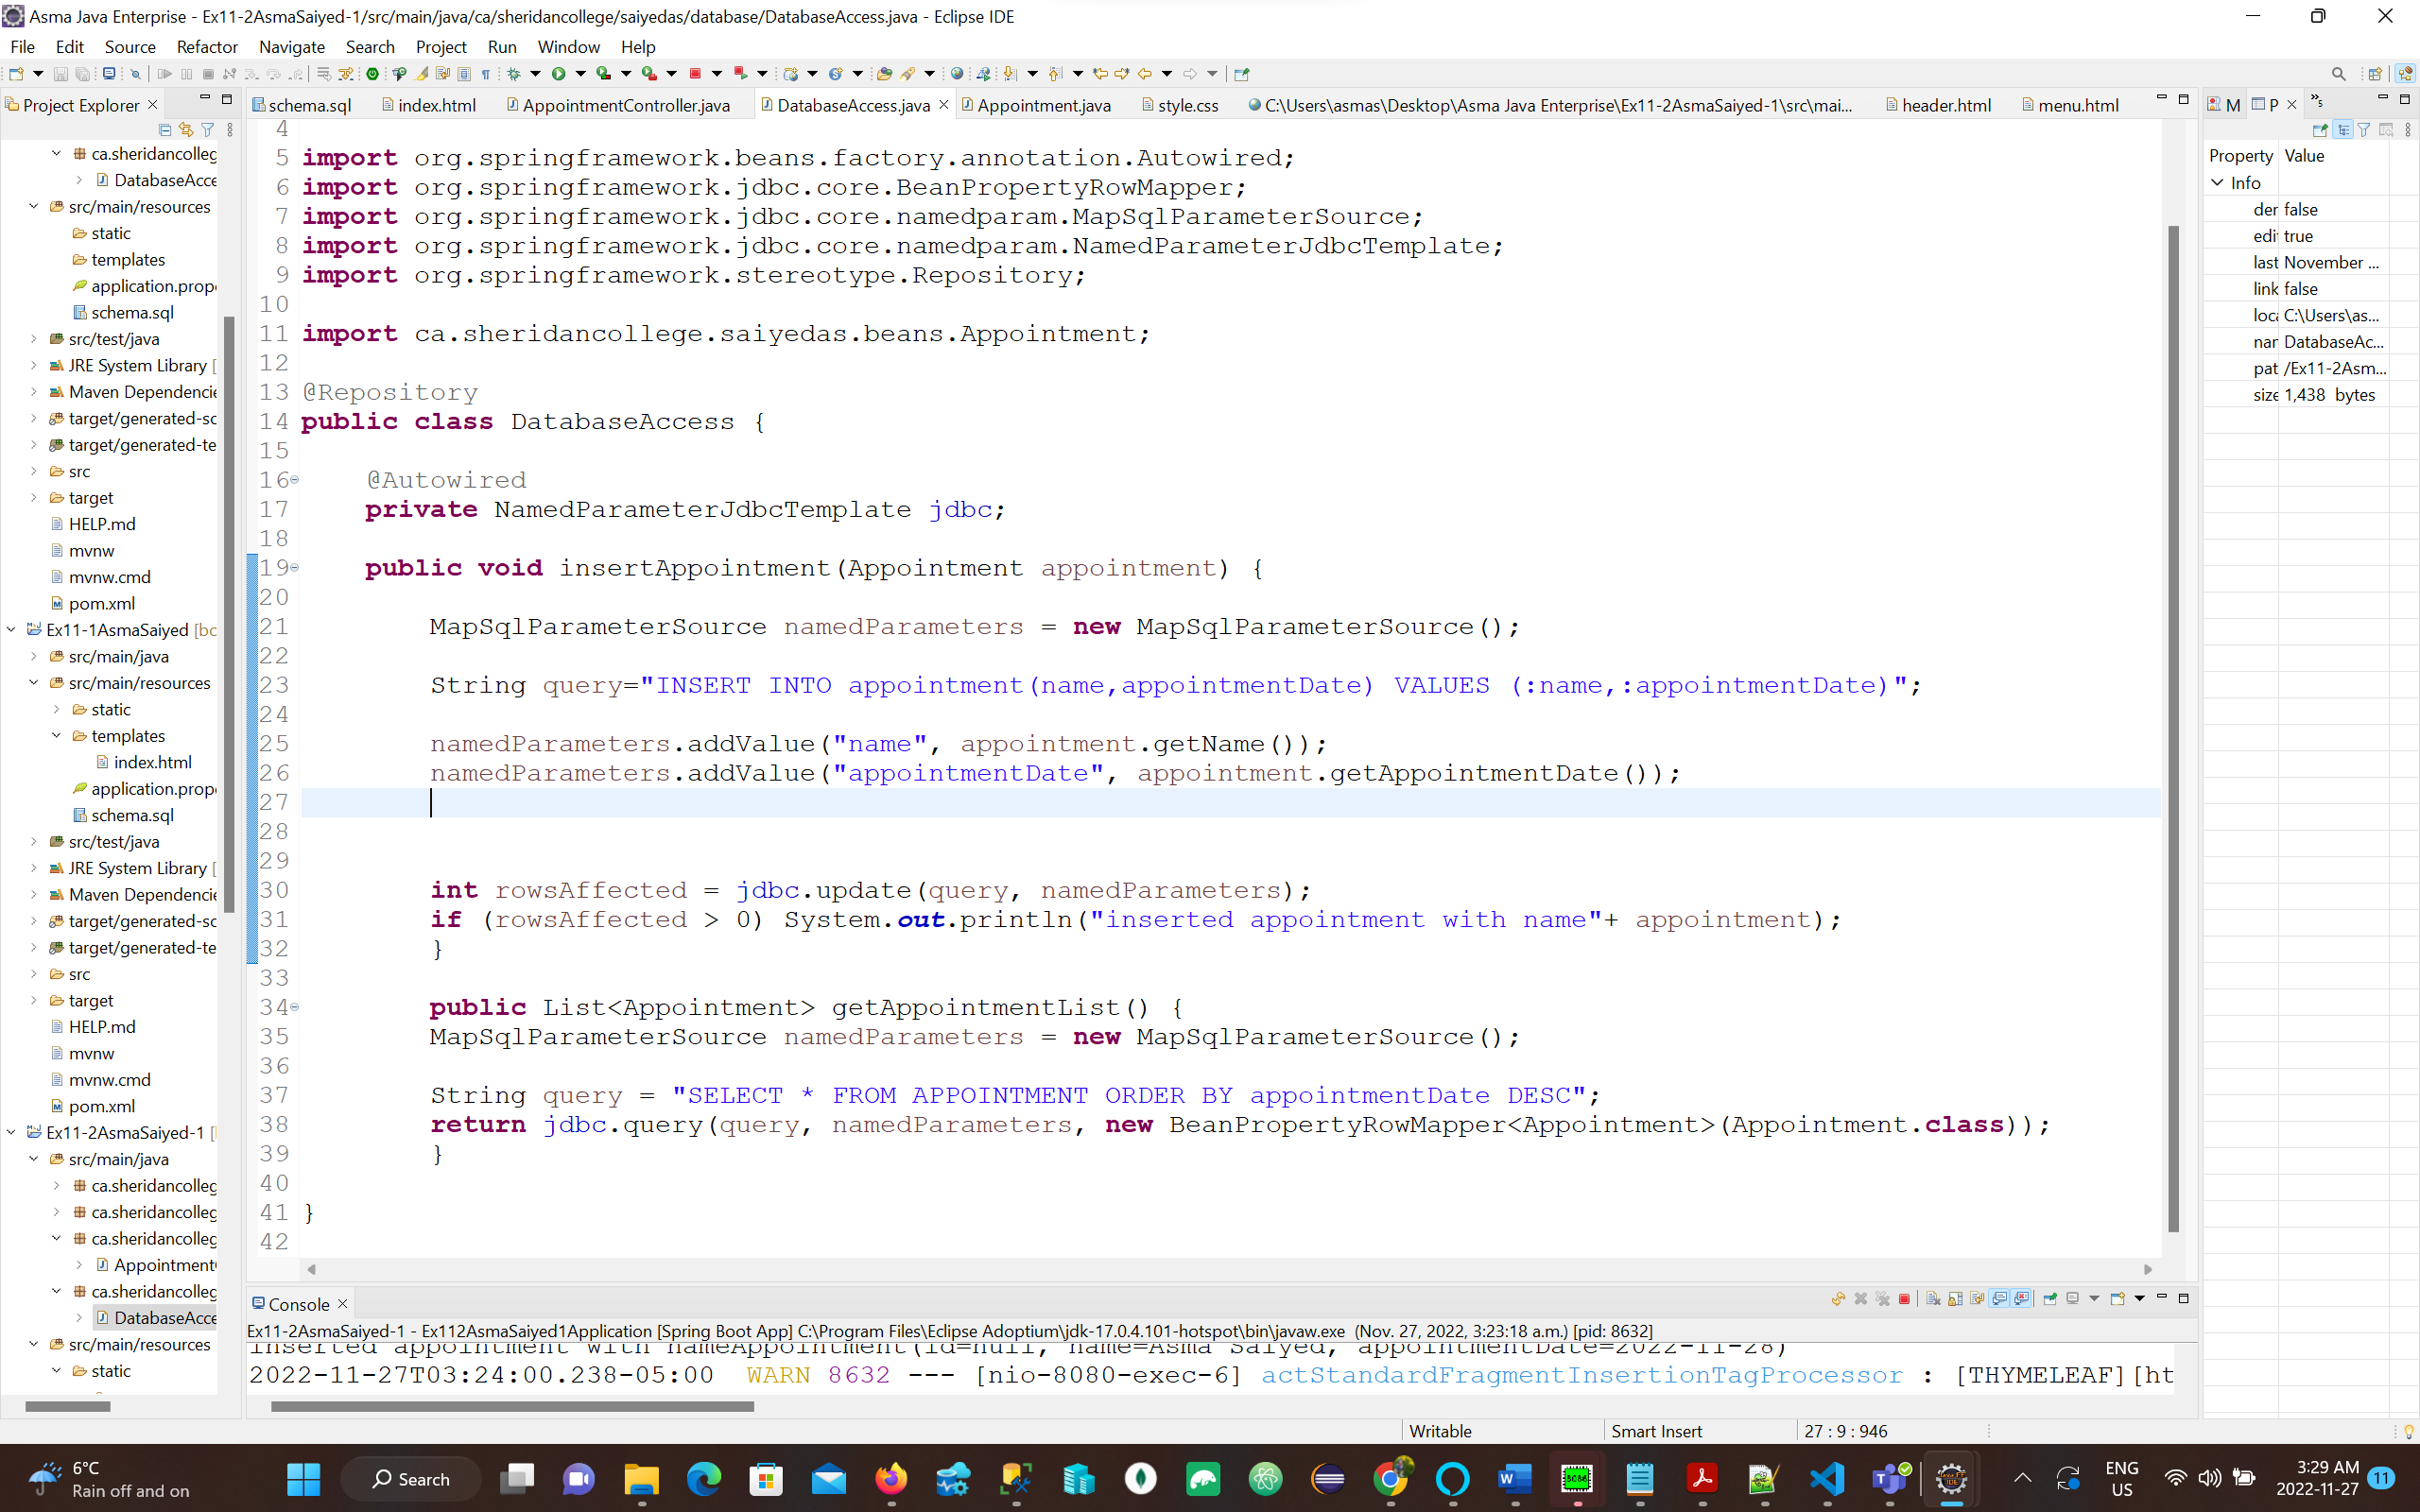 Asma Java Enterprise - Ex11-2AsmaSaiyed-1/src/main/java/ca/sheridancollege/saiyedas/database/DatabaseAccess.java - Eclipse IDE
File Edit Source Refactor Navigate Search Project Run Window Help
Project Explorer
schema.sql index.html AppointmentController.java DatabaseAccess.java Appointment.java style.css C:\Users\asmas\Desktop\Asma Java Enterprise\Ex11-2AsmaSaiyed-1\src\mai... header.html menu.html
M P
ca.sheridancolleg
DatabaseAcce
src/main/resources
static
templates
application.prop
schema.sql
src/test/java
JRE System Library [
Maven Dependencie
target/generated-sc
target/generated-te
src
target
HELP.md
mvnw
mvnw.cmd
pom.xml
Ex11-1AsmaSaiyed [bo
src/main/java
src/main/resources
static
templates
index.html
application.prop
schema.sql
src/test/java
JRE System Library [
Maven Dependencie
target/generated-sc
target/generated-te
src
target
HELP.md
mvnw
mvnw.cmd
pom.xml
Ex11-2AsmaSaiyed-1 [
src/main/java
ca.sheridancolleg
ca.sheridancolleg
ca.sheridancolleg
Appointment
ca.sheridancolleg
DatabaseAcce
src/main/resources
static
4
5 import org.springframework.beans.factory.annotation.Autowired;
6 import org.springframework.jdbc.core.BeanPropertyRowMapper;
7 import org.springframework.jdbc.core.namedparam.MapSqlParameterSource;
8 import org.springframework.jdbc.core.namedparam.NamedParameterJdbcTemplate;
9 import org.springframework.stereotype.Repository;
10
11 import ca.sheridancollege.saiyedas.beans.Appointment;
12
13 @Repository
14 public class DatabaseAccess {
15
16 @Autowired
17 private NamedParameterJdbcTemplate jdbc;
18
19 public void insertAppointment(Appointment appointment) {
20
21 MapSqlParameterSource namedParameters = new MapSqlParameterSource();
22
23 String query="INSERT INTO appointment(name,appointmentDate) VALUES (:name,:appointmentDate)";
24
25 namedParameters.addValue("name", appointment.getName());
26 namedParameters.addValue("appointmentDate", appointment.getAppointmentDate());
27
28
29
30 int rowsAffected = jdbc.update(query, namedParameters);
31 if (rowsAffected > 0) System.out.println("inserted appointment with name"+ appointment);
32 }
33
34 public List<Appointment> getAppointmentList() {
35 MapSqlParameterSource namedParameters = new MapSqlParameterSource();
36
37 String query = "SELECT * FROM APPOINTMENT ORDER BY appointmentDate DESC";
38 return jdbc.query(query, namedParameters, new BeanPropertyRowMapper<Appointment>(Appointment.class));
39 }
40
41 }
42
Property Value
Info
der false
edi true
last November ...
link false
loca C:\Users\as...
nar DatabaseAc...
pat /Ex11-2Asm...
size 1,438 bytes
Console
Ex11-2AsmaSaiyed-1 - Ex112AsmaSaiyed1Application [Spring Boot App] C:\Program Files\Eclipse Adoptium\jdk-17.0.4.101-hotspot\bin\javaw.exe (Nov. 27, 2022, 3:23:18 a.m.) [pid: 8632]
inserted appointment with nameAppointment(id=null, name=Asma Saiyed, appointmentDate=2022-11-28)
2022-11-27T03:24:00.238-05:00 WARN 8632 --- [nio-8080-exec-6] actStandardFragmentInsertionTagProcessor : [THYMELEAF][ht
Writable Smart Insert 27 : 9 : 946
6°C
Rain off and on
Search
ENG
US
3:29 AM
2022-11-27
11